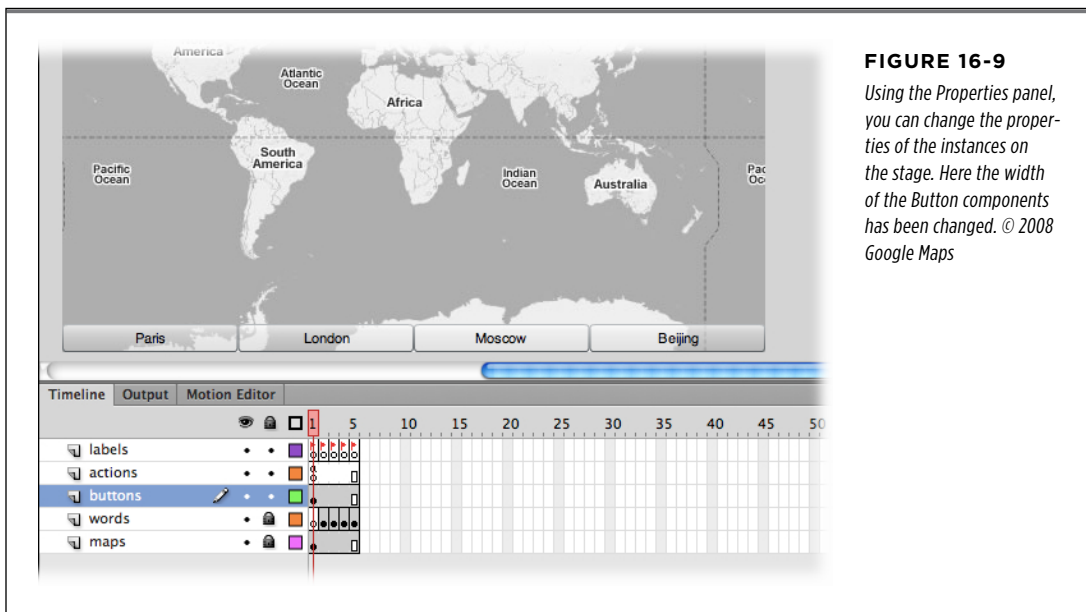 America
Atlantic
Ocean
Africa
South
America
Pacific
Ocean
Indian
Ocean
Australia
Pac
Oc
Paris London Moscow Beijing
Timeline Output Motion Editor
1 5 10 15 20 25 30 35 40 45 50
labels
actions
buttons
words
maps
FIGURE 16-9
Using the Properties panel,
you can change the proper-
ties of the instances on
the stage. Here the width
of the Button components
has been changed. © 2008
Google Maps